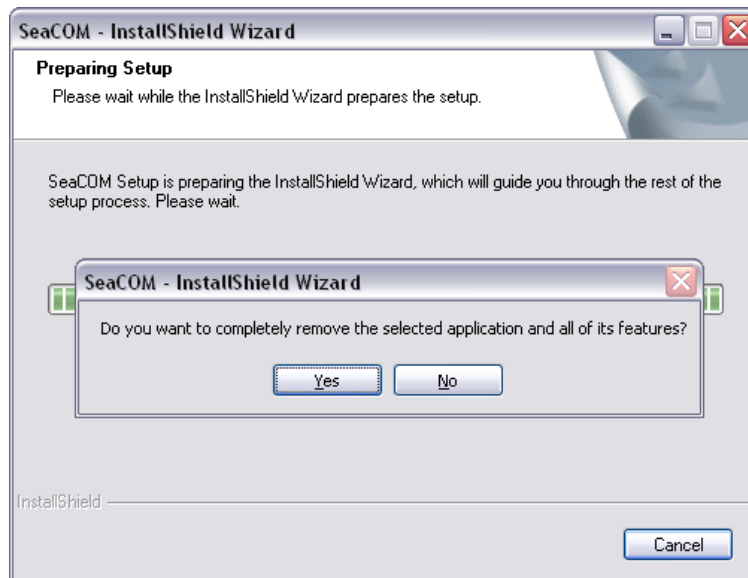 SeaCOM - InstallShield Wizard
Preparing Setup
Please wait while the InstallShield Wizard prepares the setup.
SeaCOM Setup is preparing the InstallShield Wizard, which will guide you through the rest of the
setup process. Please wait.
SeaCOM - InstallShield Wizard
Do you want to completely remove the selected application and all of its features?
Yes
No
InstallShield
Cancel